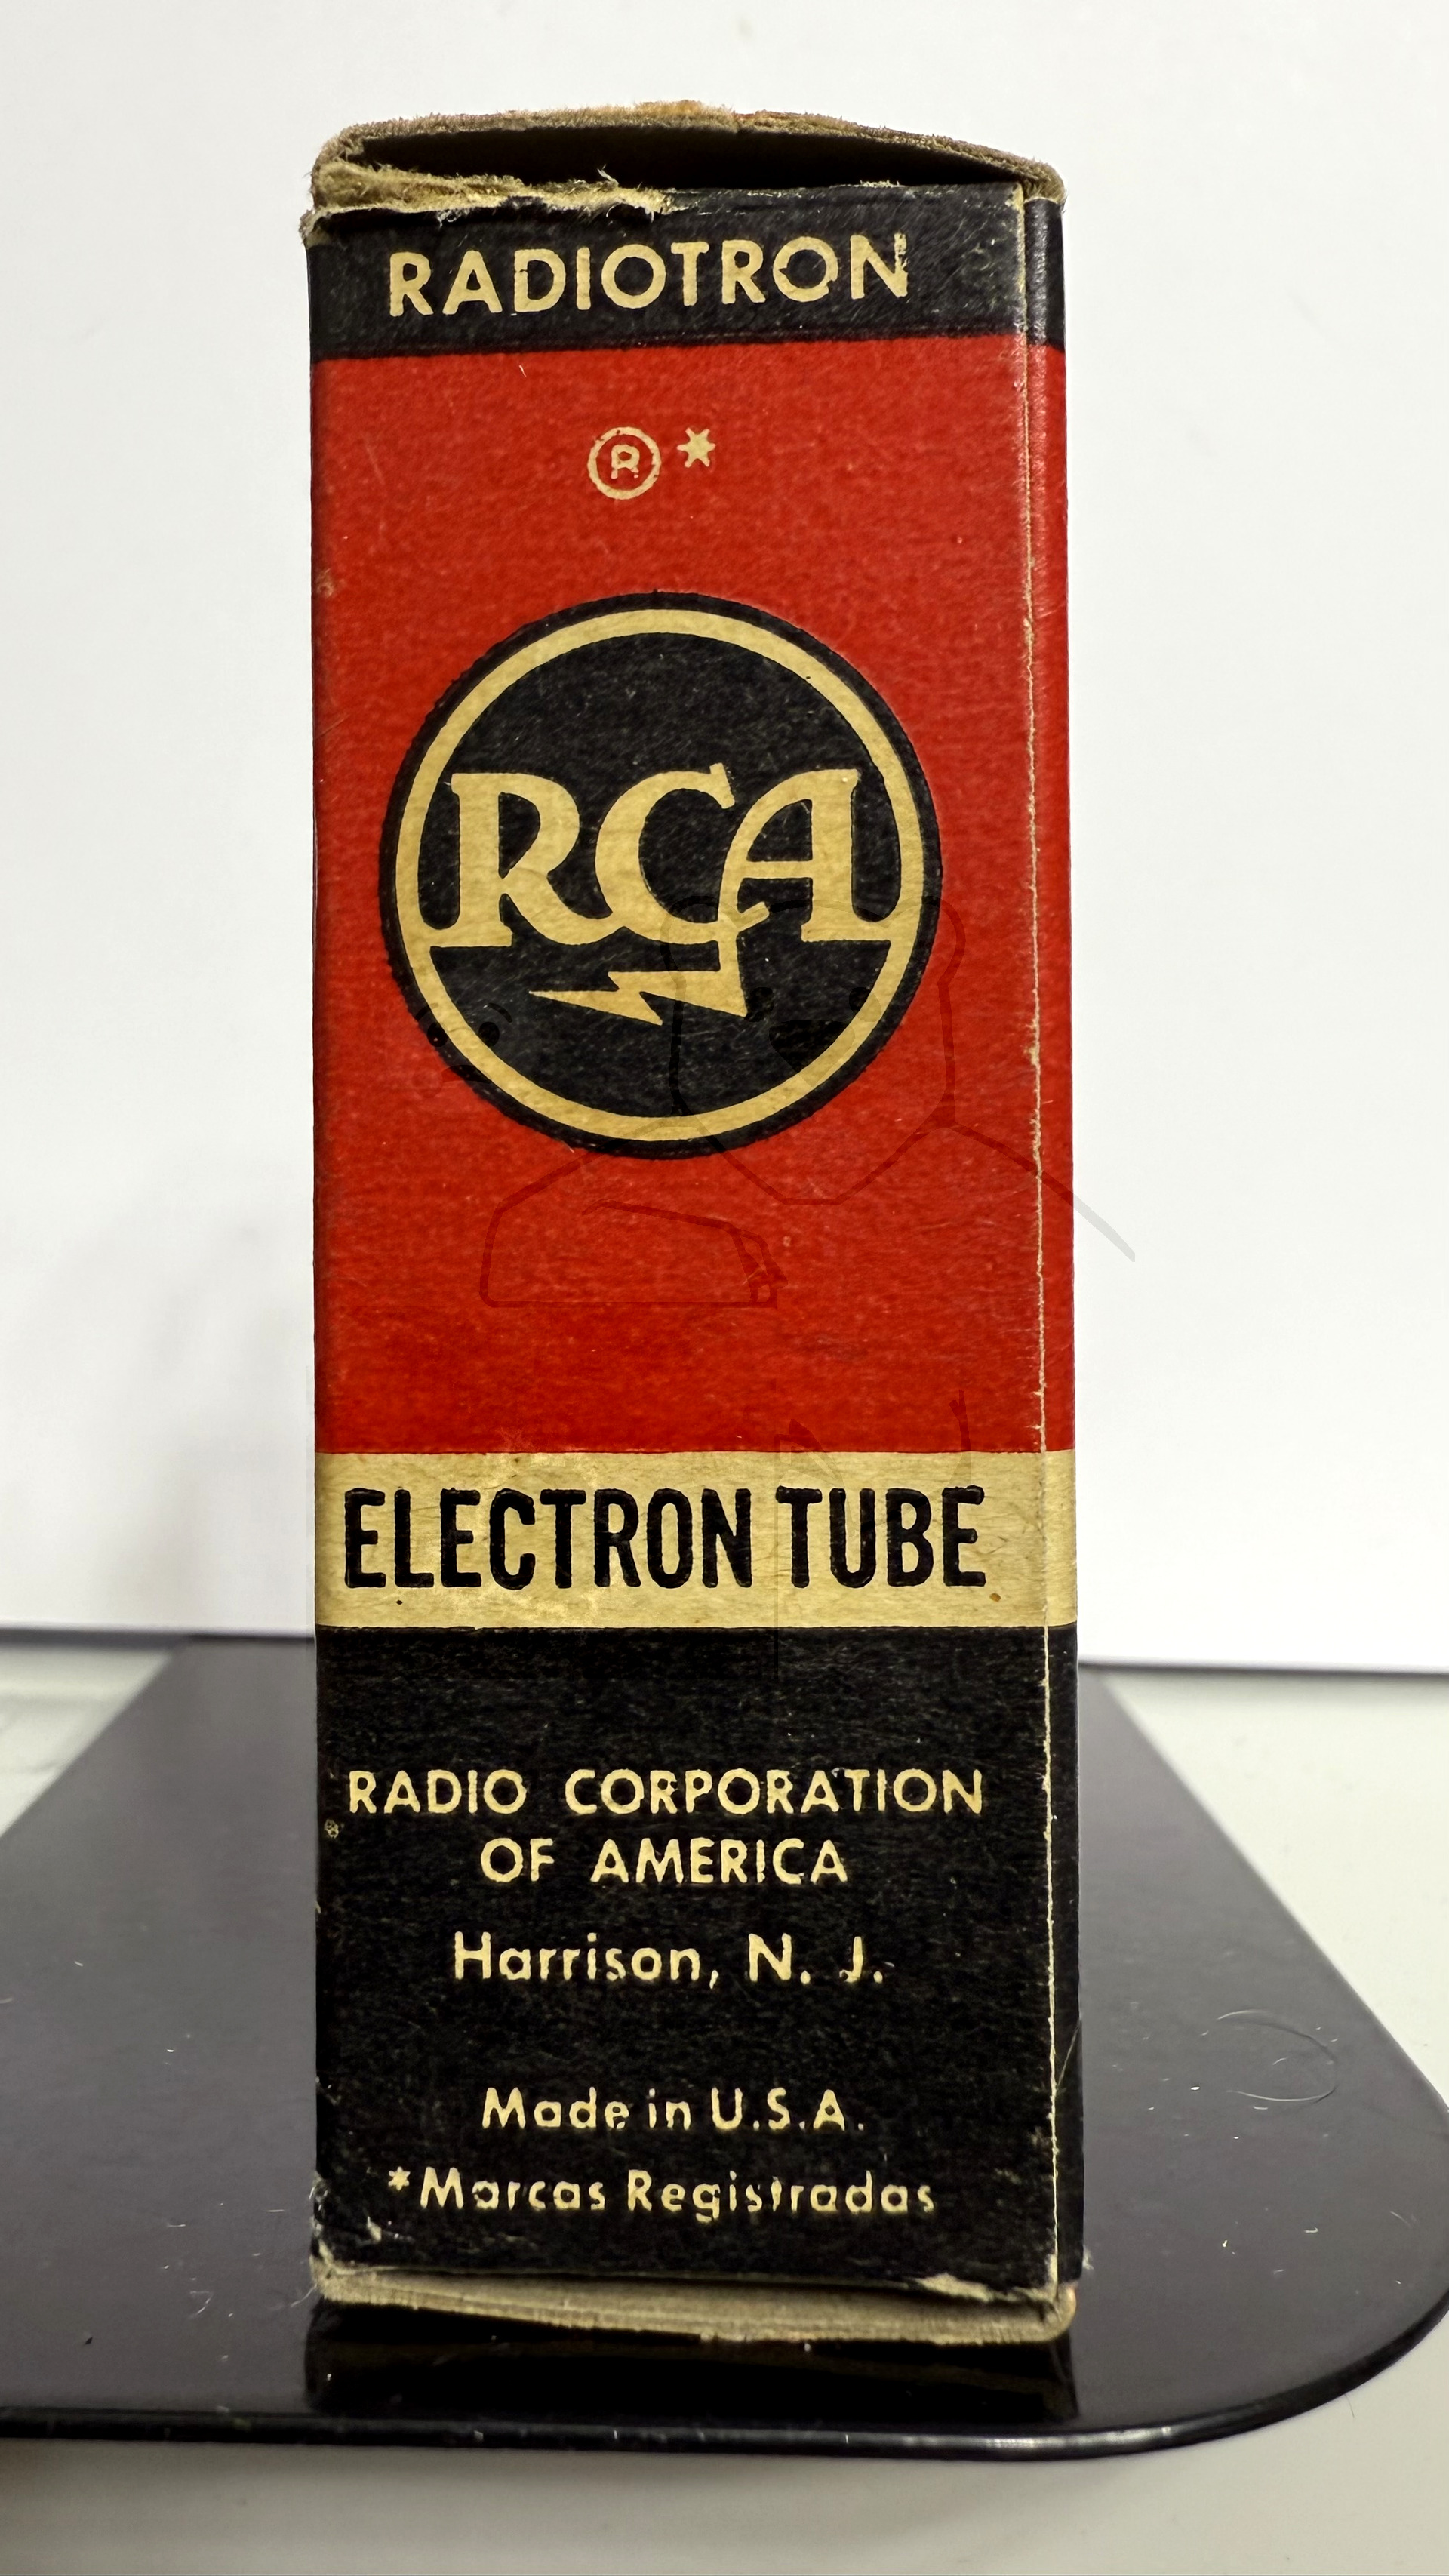 RADIOTRON
®*
RCA
ELECTRON TUBE
RADIO CORPORATION
OF AMERICA
Harrison, N. J.
Made in U.S.A.
*Marcas Registradas